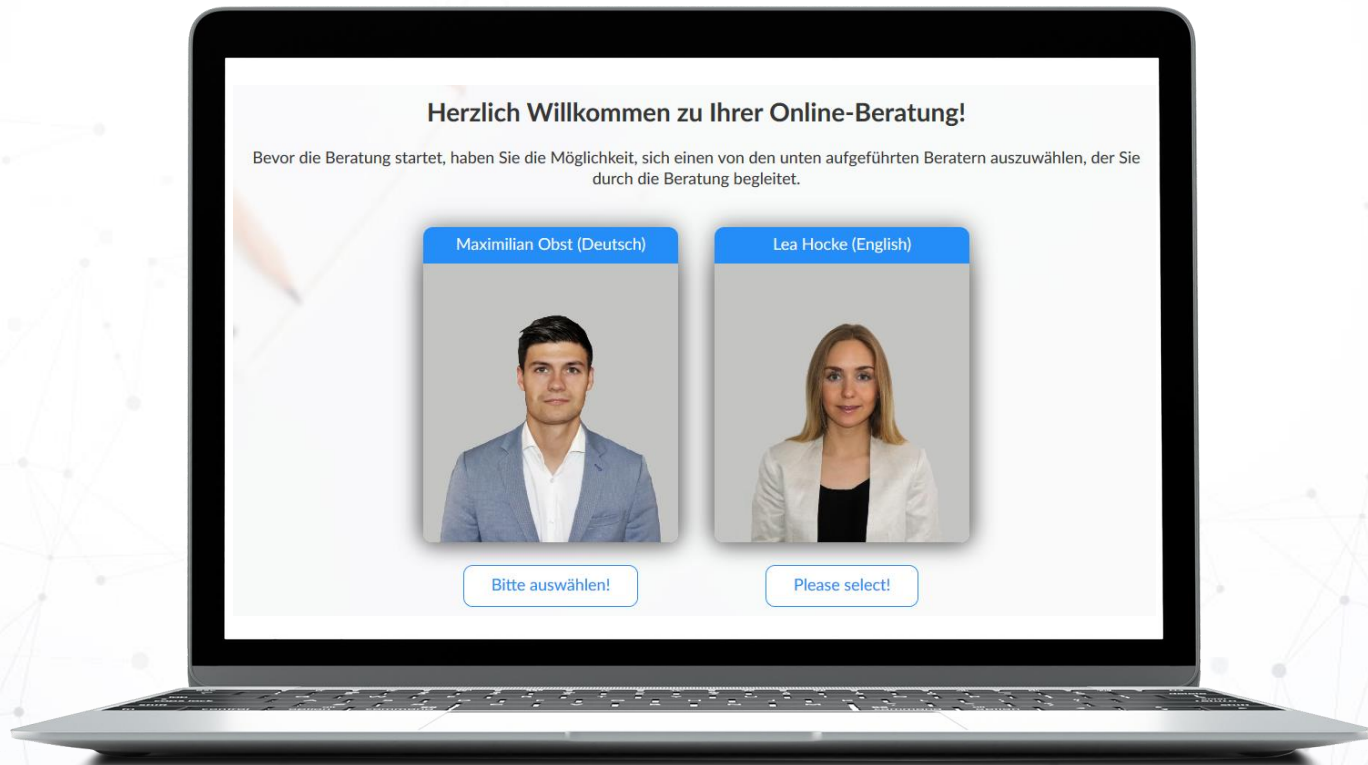 Herzlich Willkommen zu Ihrer Online-Beratung!
Bevor die Beratung startet, haben Sie die Möglichkeit, sich einen von den unten aufgeführten Beratern auszuwählen, der Sie
durch die Beratung begleitet.
Maximilian Obst (Deutsch)
Lea Hocke (English)
Bitte auswählen!
Please select!